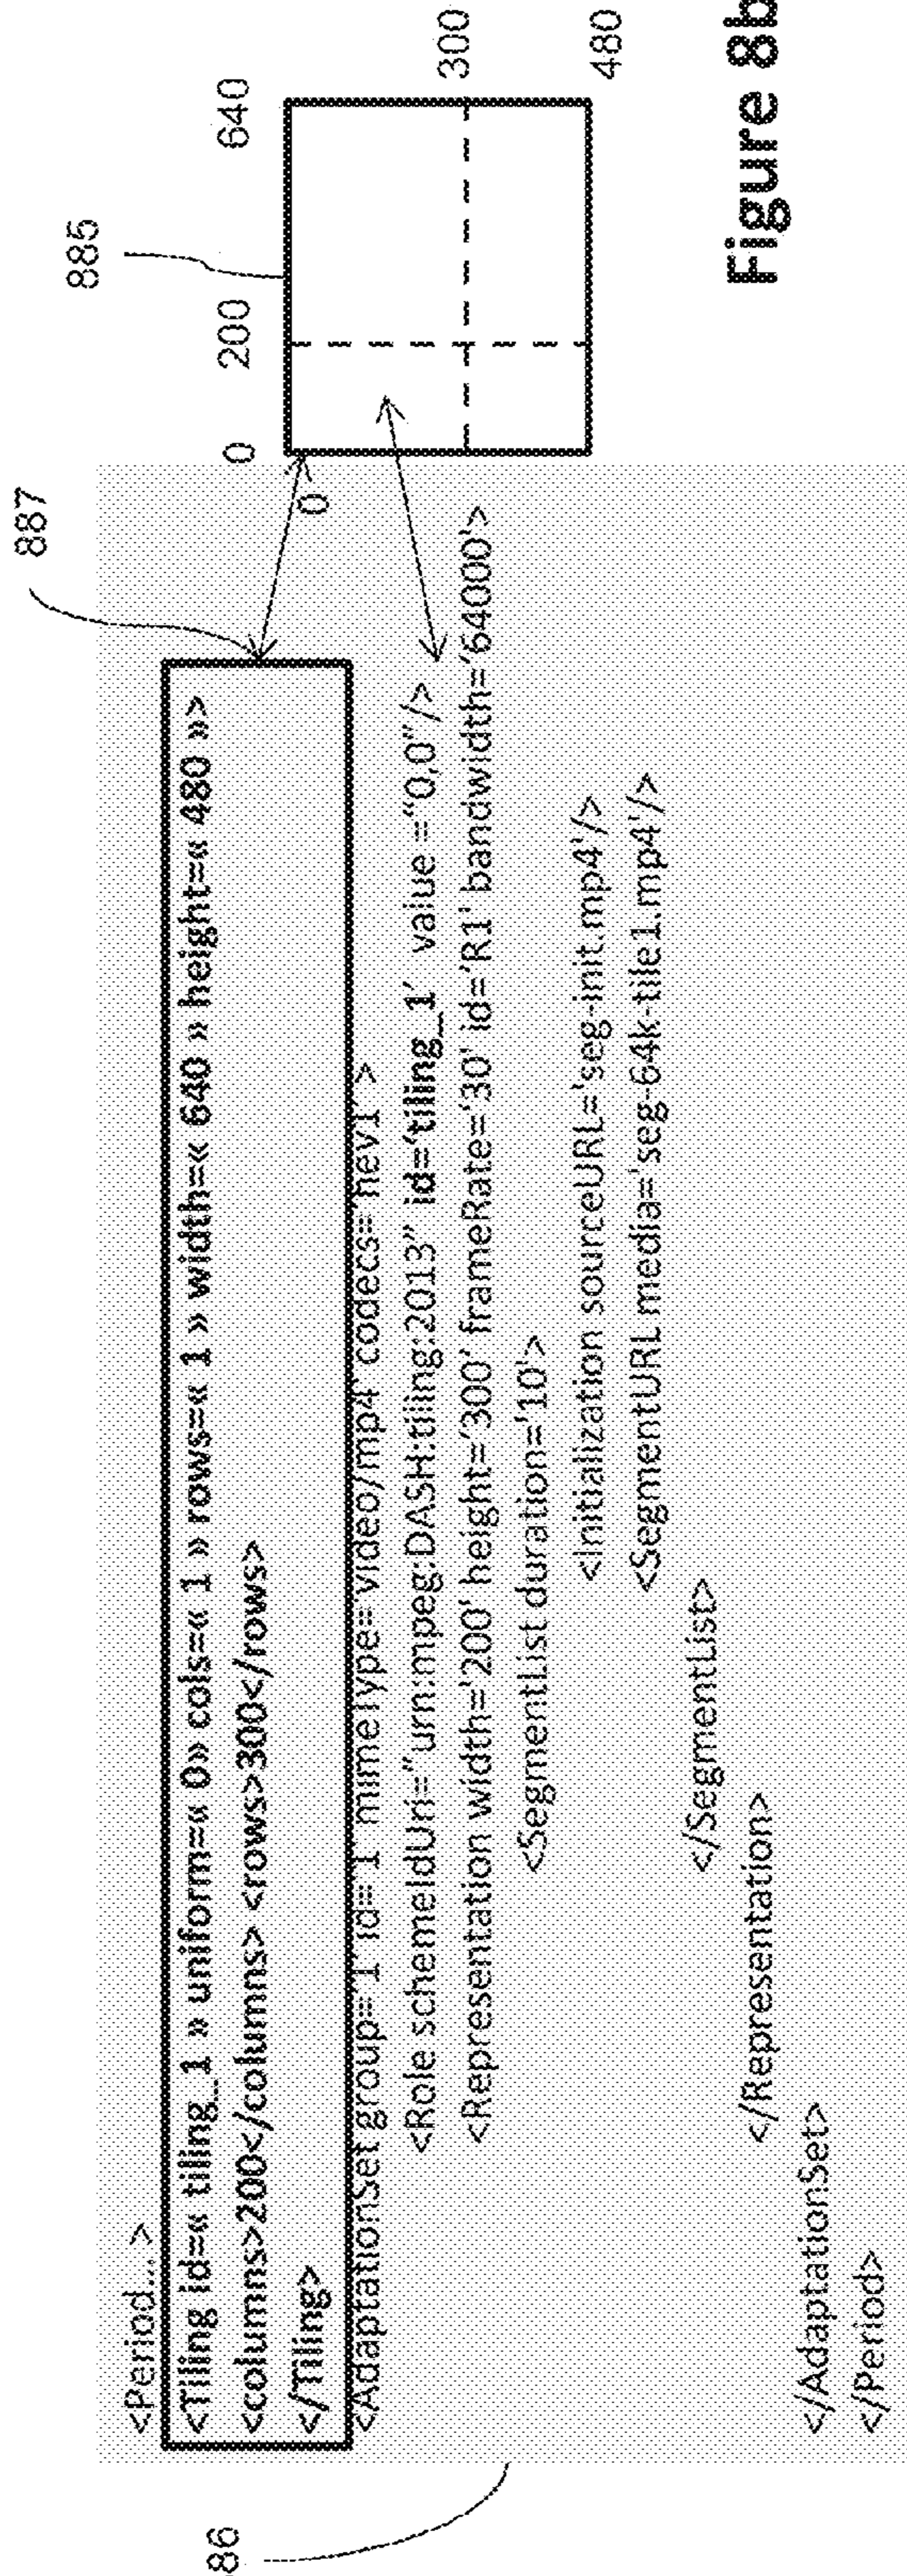 887
<Period... >
<Tiling id=« tiling_1 » uniform=« 0» cols=« 1 » rows=« 1 » width=« 640 » height=« 480 »>
<columns>200</columns> <rows>300</rows>
</Tiling>
<AdaptationSet group='1' id='1' mimeType='video/mp4' codecs='hev1' >
<Role schemeIdUri="urn:mpeg:DASH:tiling:2013" id='tiling_1' value ="0,0"/>
<Representation width='200' height='300' frameRate='30' id='R1' bandwidth='64000'>
<SegmentList duration='10'>
<Initialization sourceURL='seg-init.mp4'/>
<SegmentURL media='seg-64k-tile1.mp4'/>
</SegmentList>
</Representation>
</AdaptationSet>
</Period>
86
885
0 200 640
0
300
480
Figure 8b